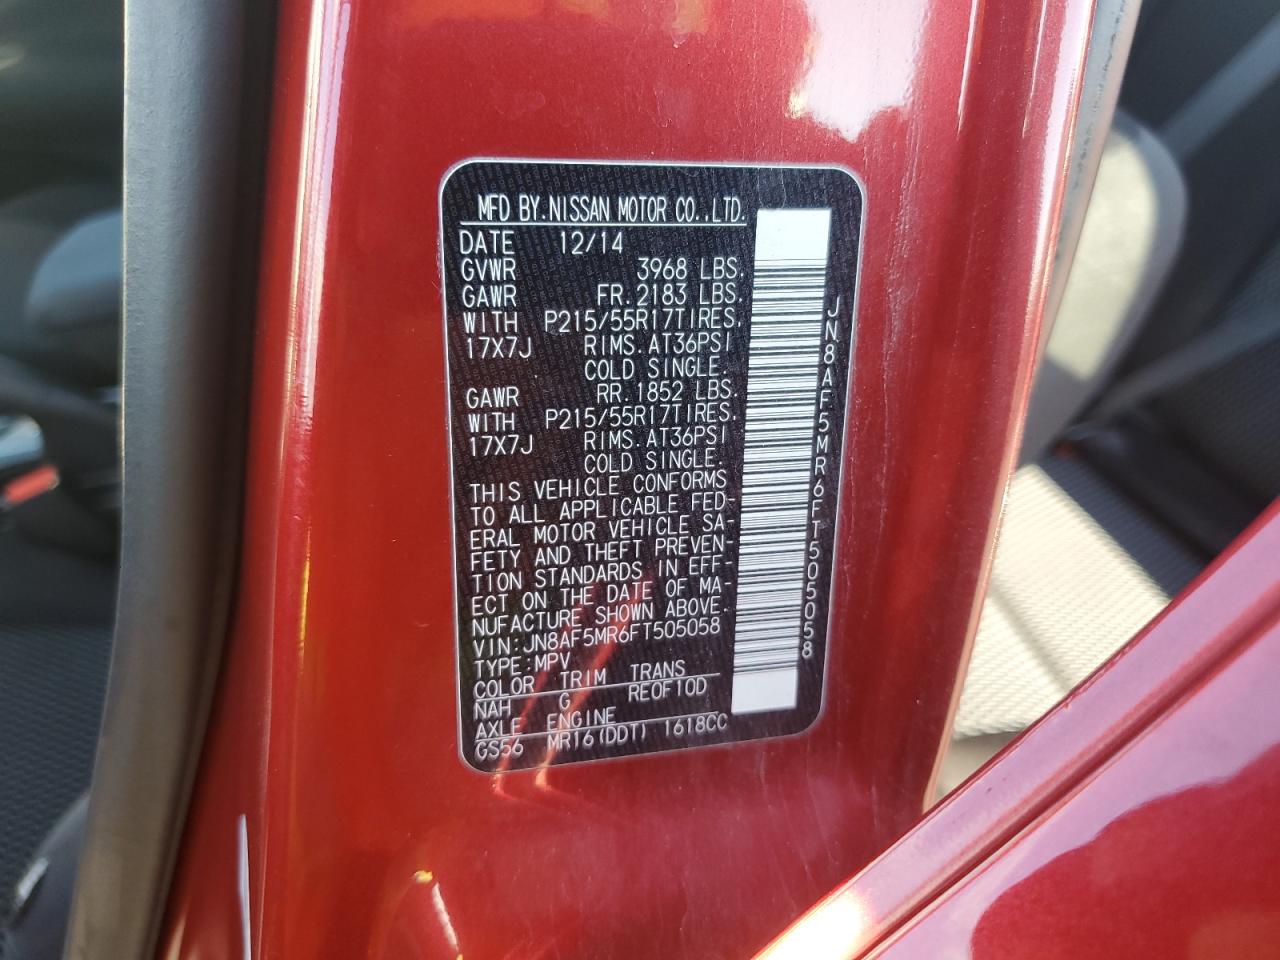 MFD BY.NISSAN MOTOR CO.,LTD.
DATE 12/14
GVWR 3968 LBS.
GAWR FR.2183 LBS.
WITH P215/55R17TIRES.
17X7J RIMS.AT36PSI
COLD SINGLE.
GAWR RR.1852 LBS.
WITH P215/55R17TIRES.
17X7J RIMS.AT36PSI
COLD SINGLE.
THIS VEHICLE CONFORMS
TO ALL APPLICABLE FED-
ERAL MOTOR VEHICLE SA-
FETY AND THEFT PREVEN-
TION STANDARDS IN EFF-
ECT ON THE DATE OF MA-
NUFACTURE SHOWN ABOVE.
VIN:JN8AF5MR6FT505058
TYPE:MPV
COLOR TRIM TRANS
NAH G RE0F10D
AXLE ENGINE
GS56 MR16(DDT) 1618CC
JN8AF5MR6FT505058